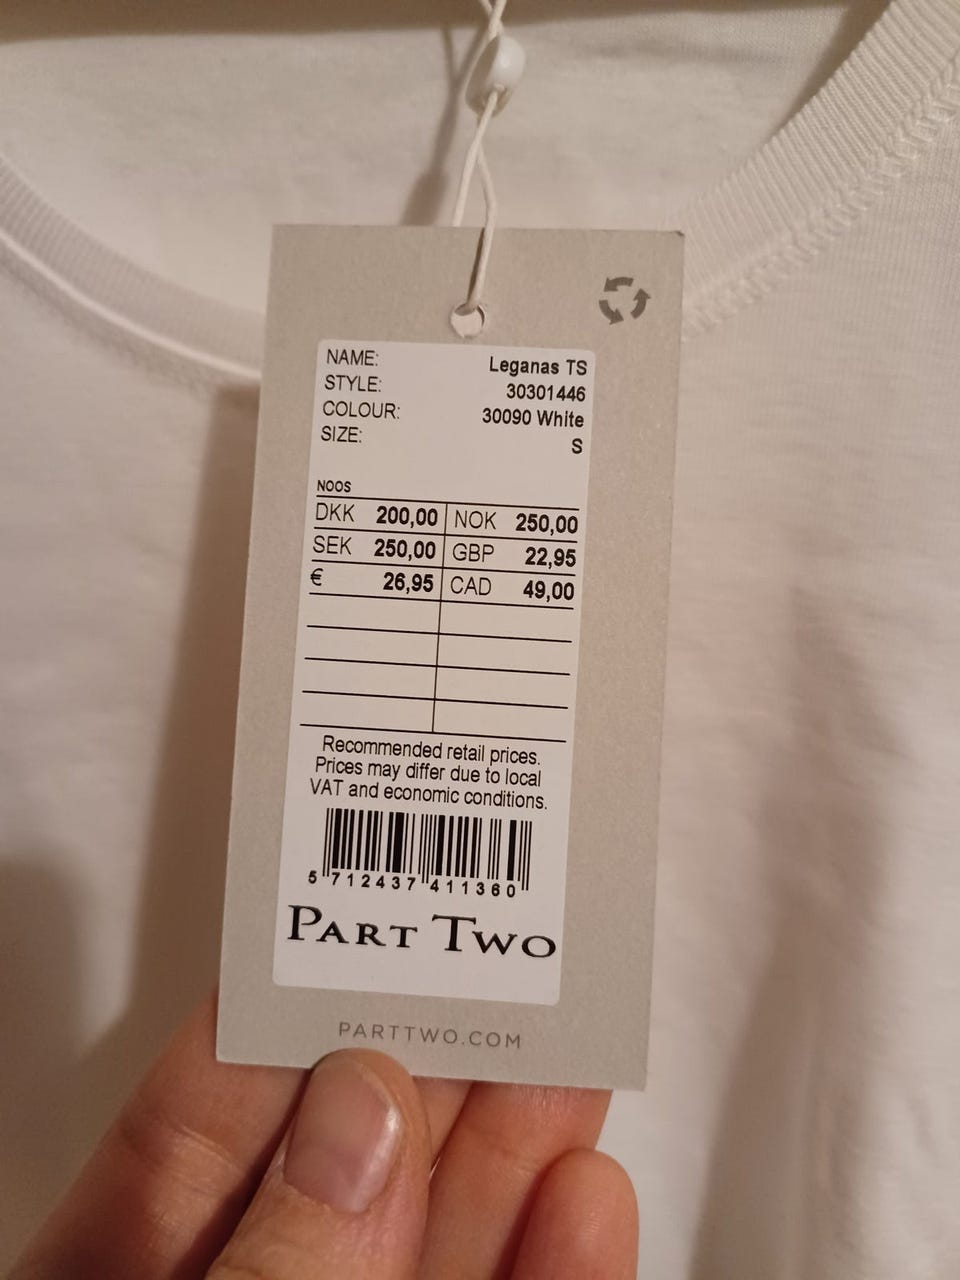 NAME: Leganas TS
STYLE: 30301446
COLOUR: 30090 White
SIZE: S
NOOS
DKK 200,00 NOK 250,00
SEK 250,00 GBP 22,95
€ 26,95 CAD 49,00
Recommended retail prices.
Prices may differ due to local
VAT and economic conditions.
5 712437 411360
PART TWO
PARTTWO.COM